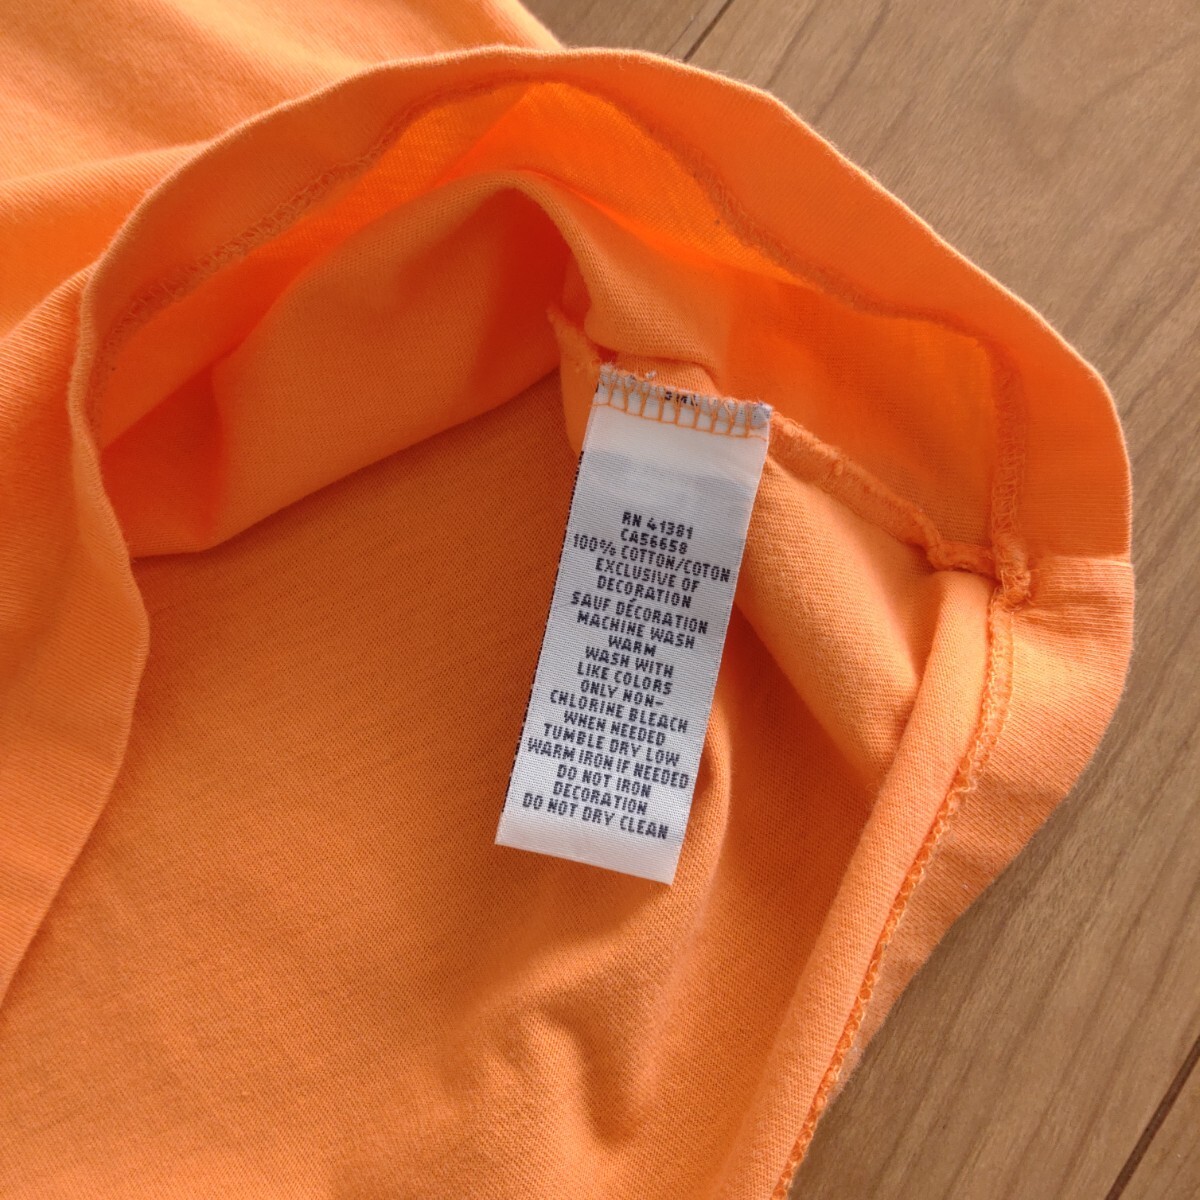 RN 41381
CA56658
100% COTTON/COTON
EXCLUSIVE OF
DECORATION
SAUF DÉCORATION
MACHINE WASH
WARM
WASH WITH
LIKE COLORS
ONLY NON-
CHLORINE BLEACH
WHEN NEEDED
TUMBLE DRY LOW
WARM IRON IF NEEDED
DO NOT IRON
DECORATION
DO NOT DRY CLEAN